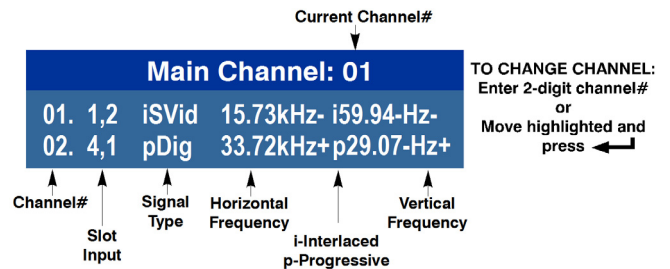 Current Channel#
Main Channel: 01
01. 1,2 iSVid 15.73kHz- i59.94-Hz-
02. 4,1 pDig 33.72kHz+ p29.07-Hz+
TO CHANGE CHANNEL:
Enter 2-digit channel#
or
Move highlighted and
press
Channel#
Slot
Input
Signal
Type
Horizontal
Frequency
i-Interlaced
p-Progressive
Vertical
Frequency